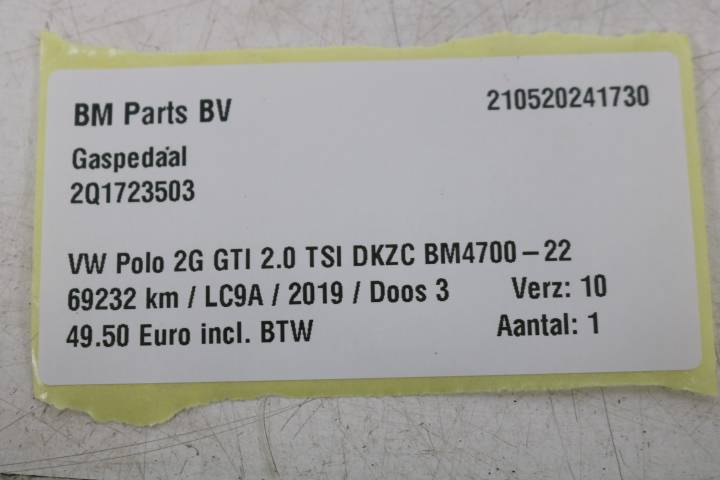 BM Parts BV 210520241730
Gaspedaal
2Q1723503
VW Polo 2G GTI 2.0 TSI DKZC BM4700-22
69232 km / LC9A / 2019 / Doos 3 Verz: 10
49.50 Euro incl. BTW Aantal: 1